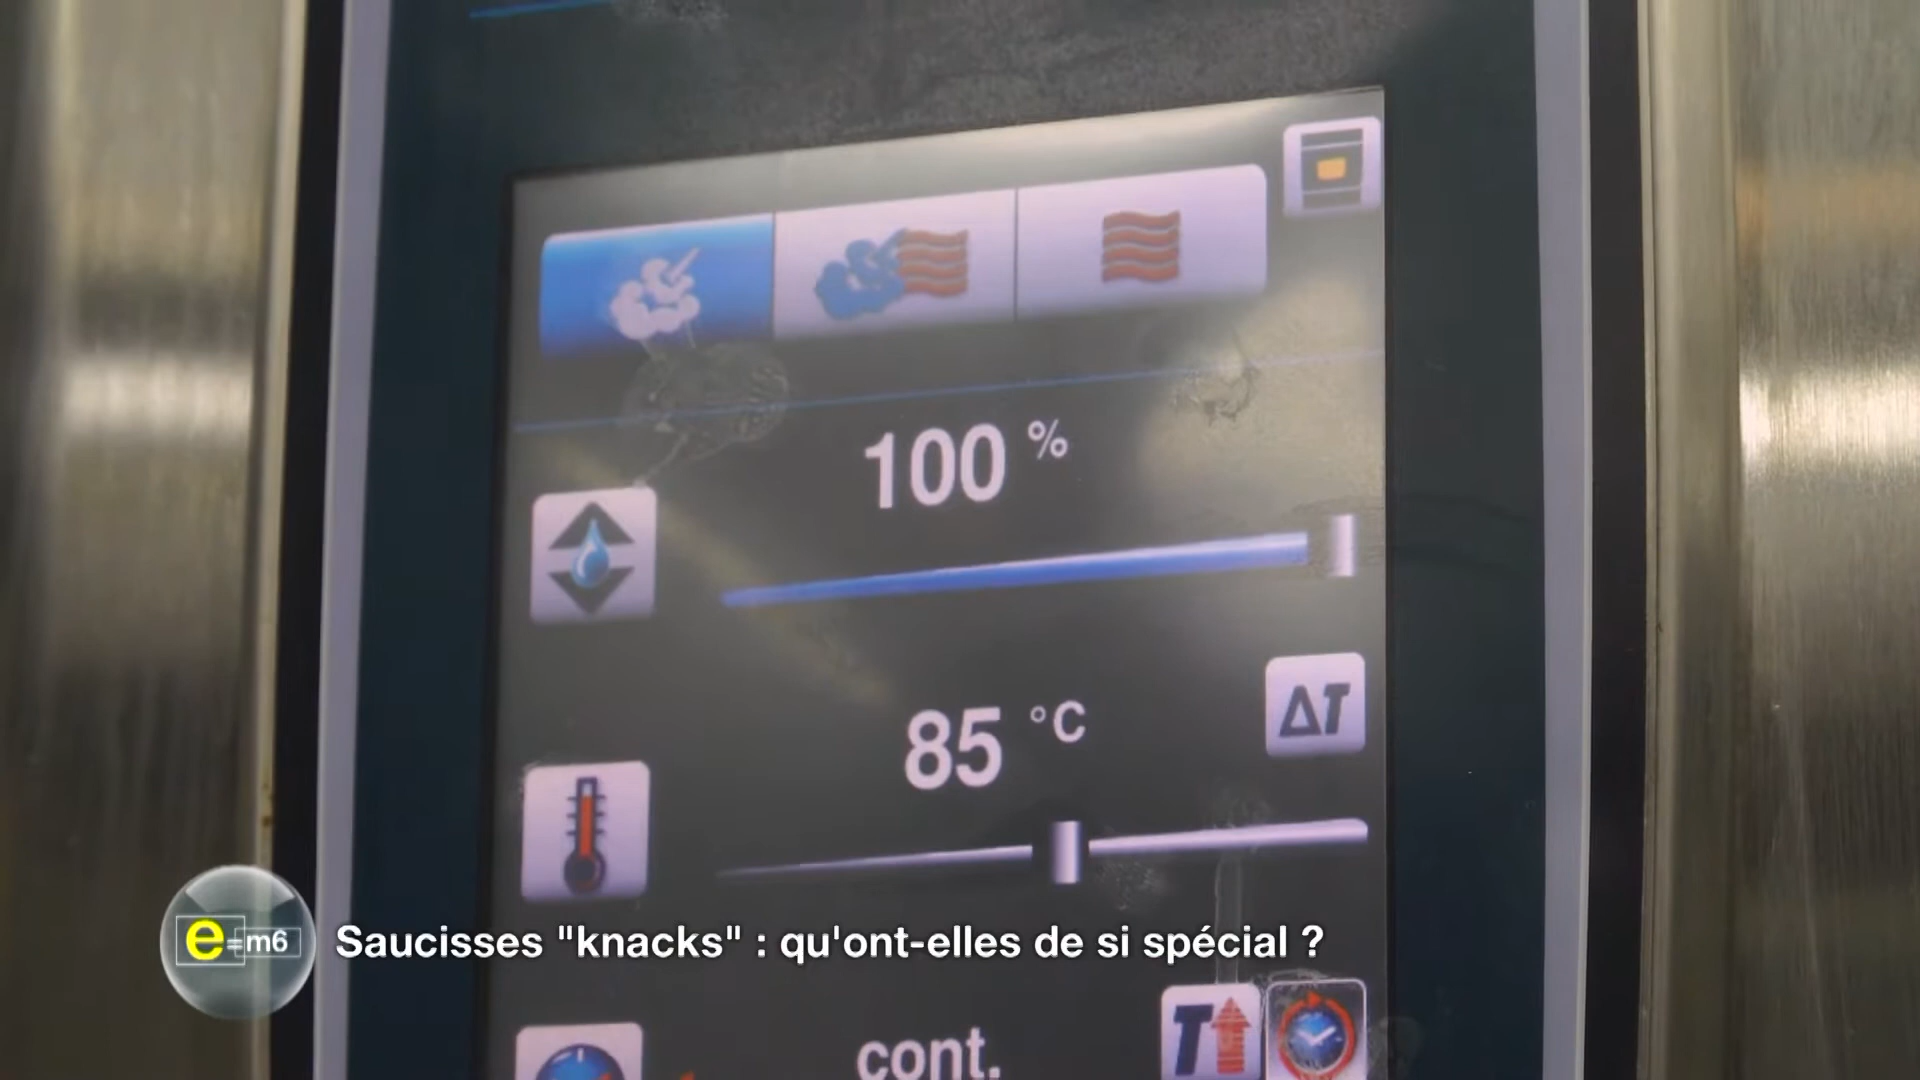 100 %
85 °C
ΔT
e=m6
Saucisses "knacks" : qu'ont-elles de si spécial ?
cont.
T